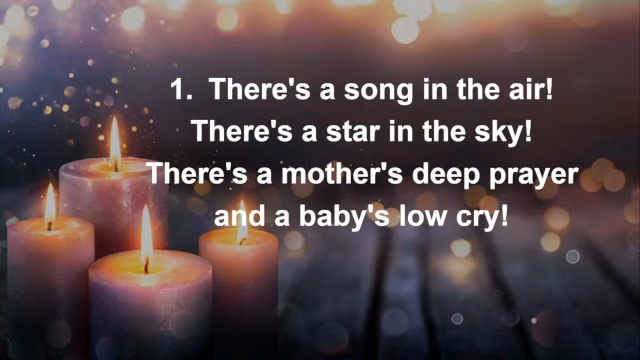 1. There's a song in the air!
There's a star in the sky!
There's a mother's deep prayer
and a baby's low cry!